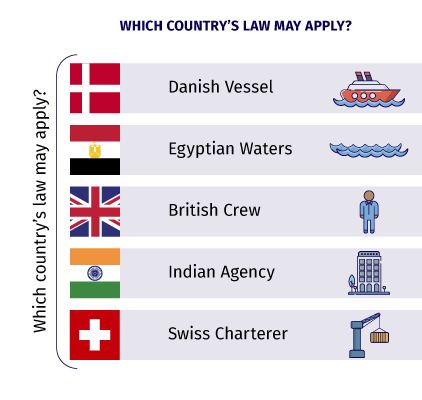 WHICH COUNTRY'S LAW MAY APPLY?
Which country's law may apply?
Danish Vessel
Egyptian Waters
British Crew
Indian Agency
Swiss Charterer